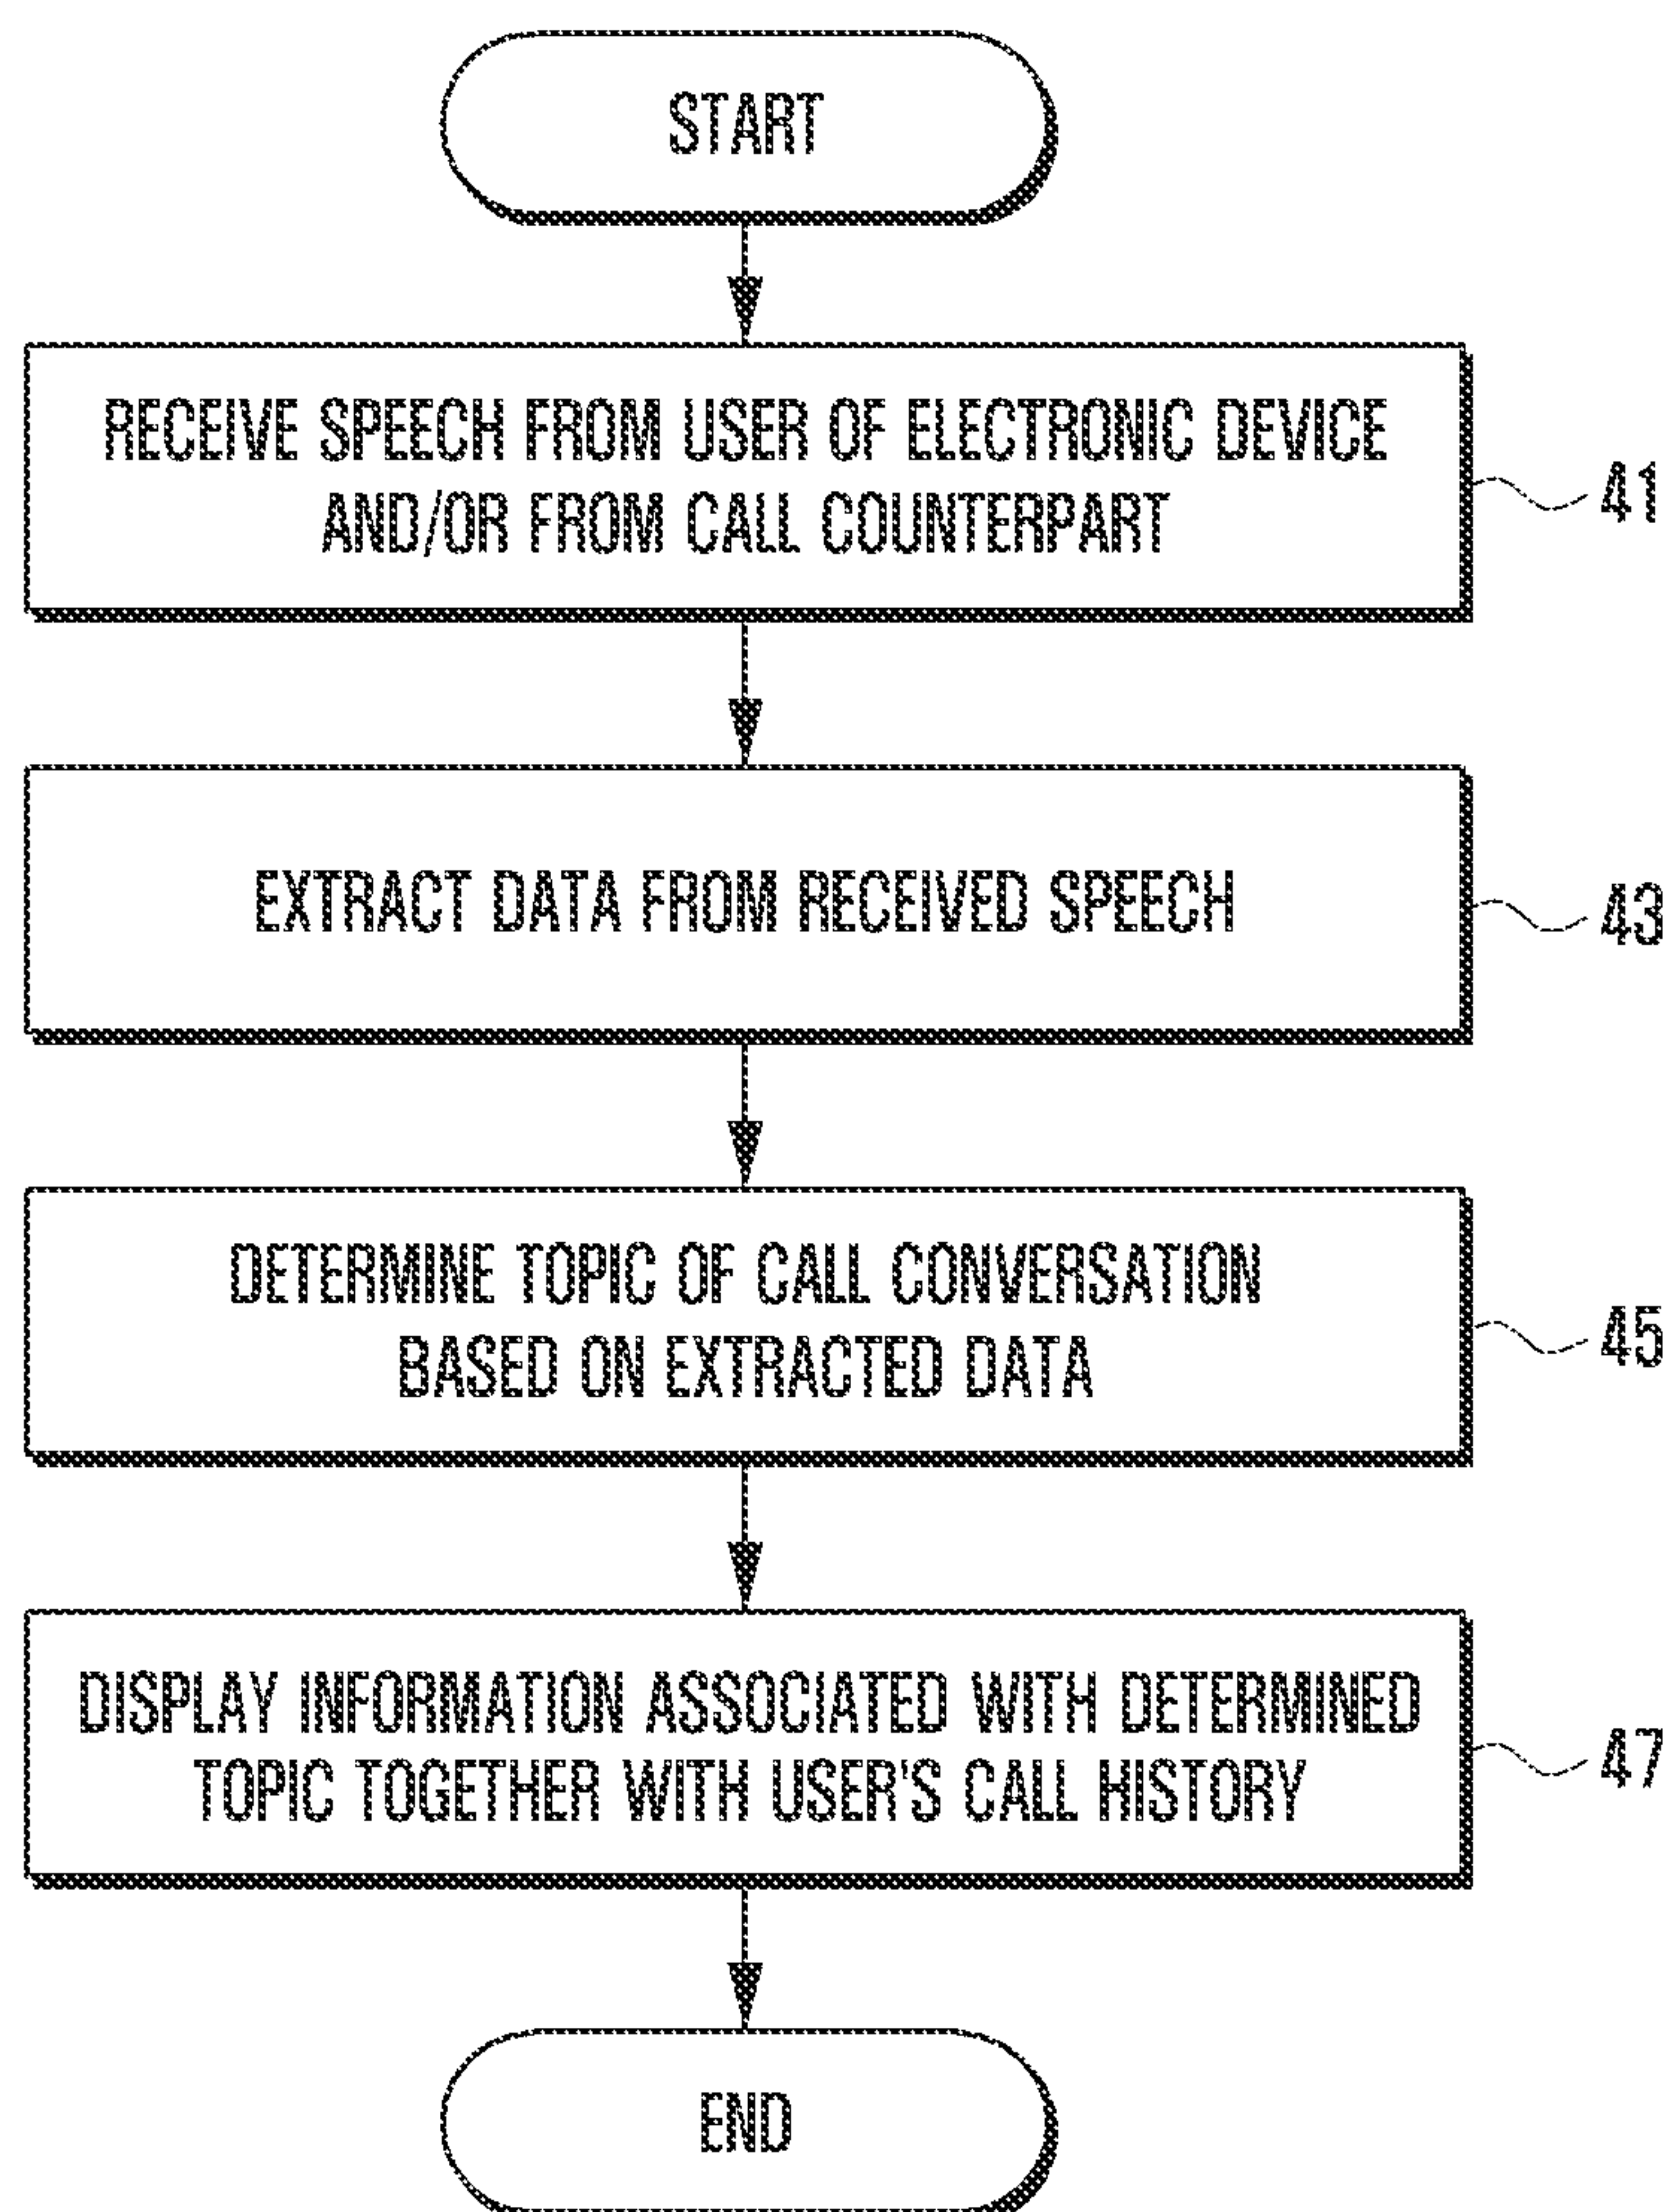 START
RECEIVE SPEECH FROM USER OF ELECTRONIC DEVICE
AND/OR FROM CALL COUNTERPART
41
EXTRACT DATA FROM RECEIVED SPEECH
43
DETERMINE TOPIC OF CALL CONVERSATION
BASED ON EXTRACTED DATA
45
DISPLAY INFORMATION ASSOCIATED WITH DETERMINED
TOPIC TOGETHER WITH USER'S CALL HISTORY
47
END